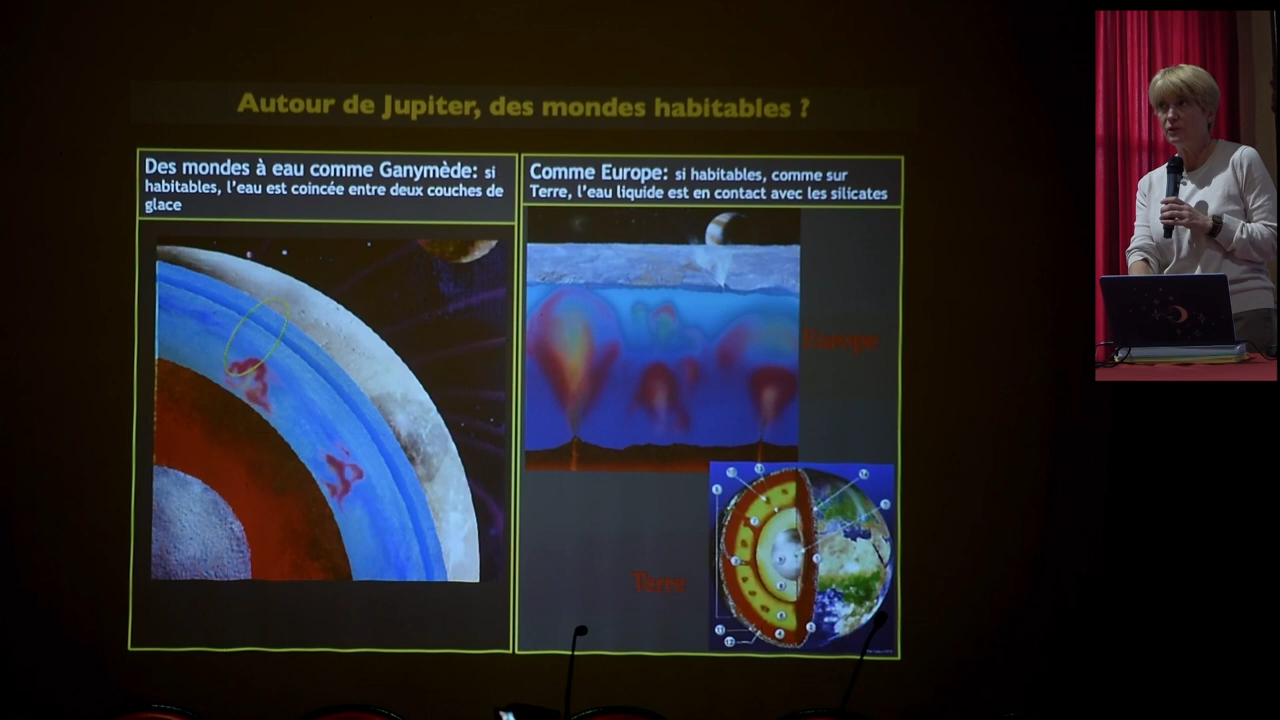 Autour de Jupiter, des mondes habitables ?
Des mondes à eau comme Ganymède: si
habitables, l'eau est coincée entre deux couches de
glace
Comme Europe: si habitables, comme sur
Terre, l'eau liquide est en contact avec les silicates
Europe
Terre